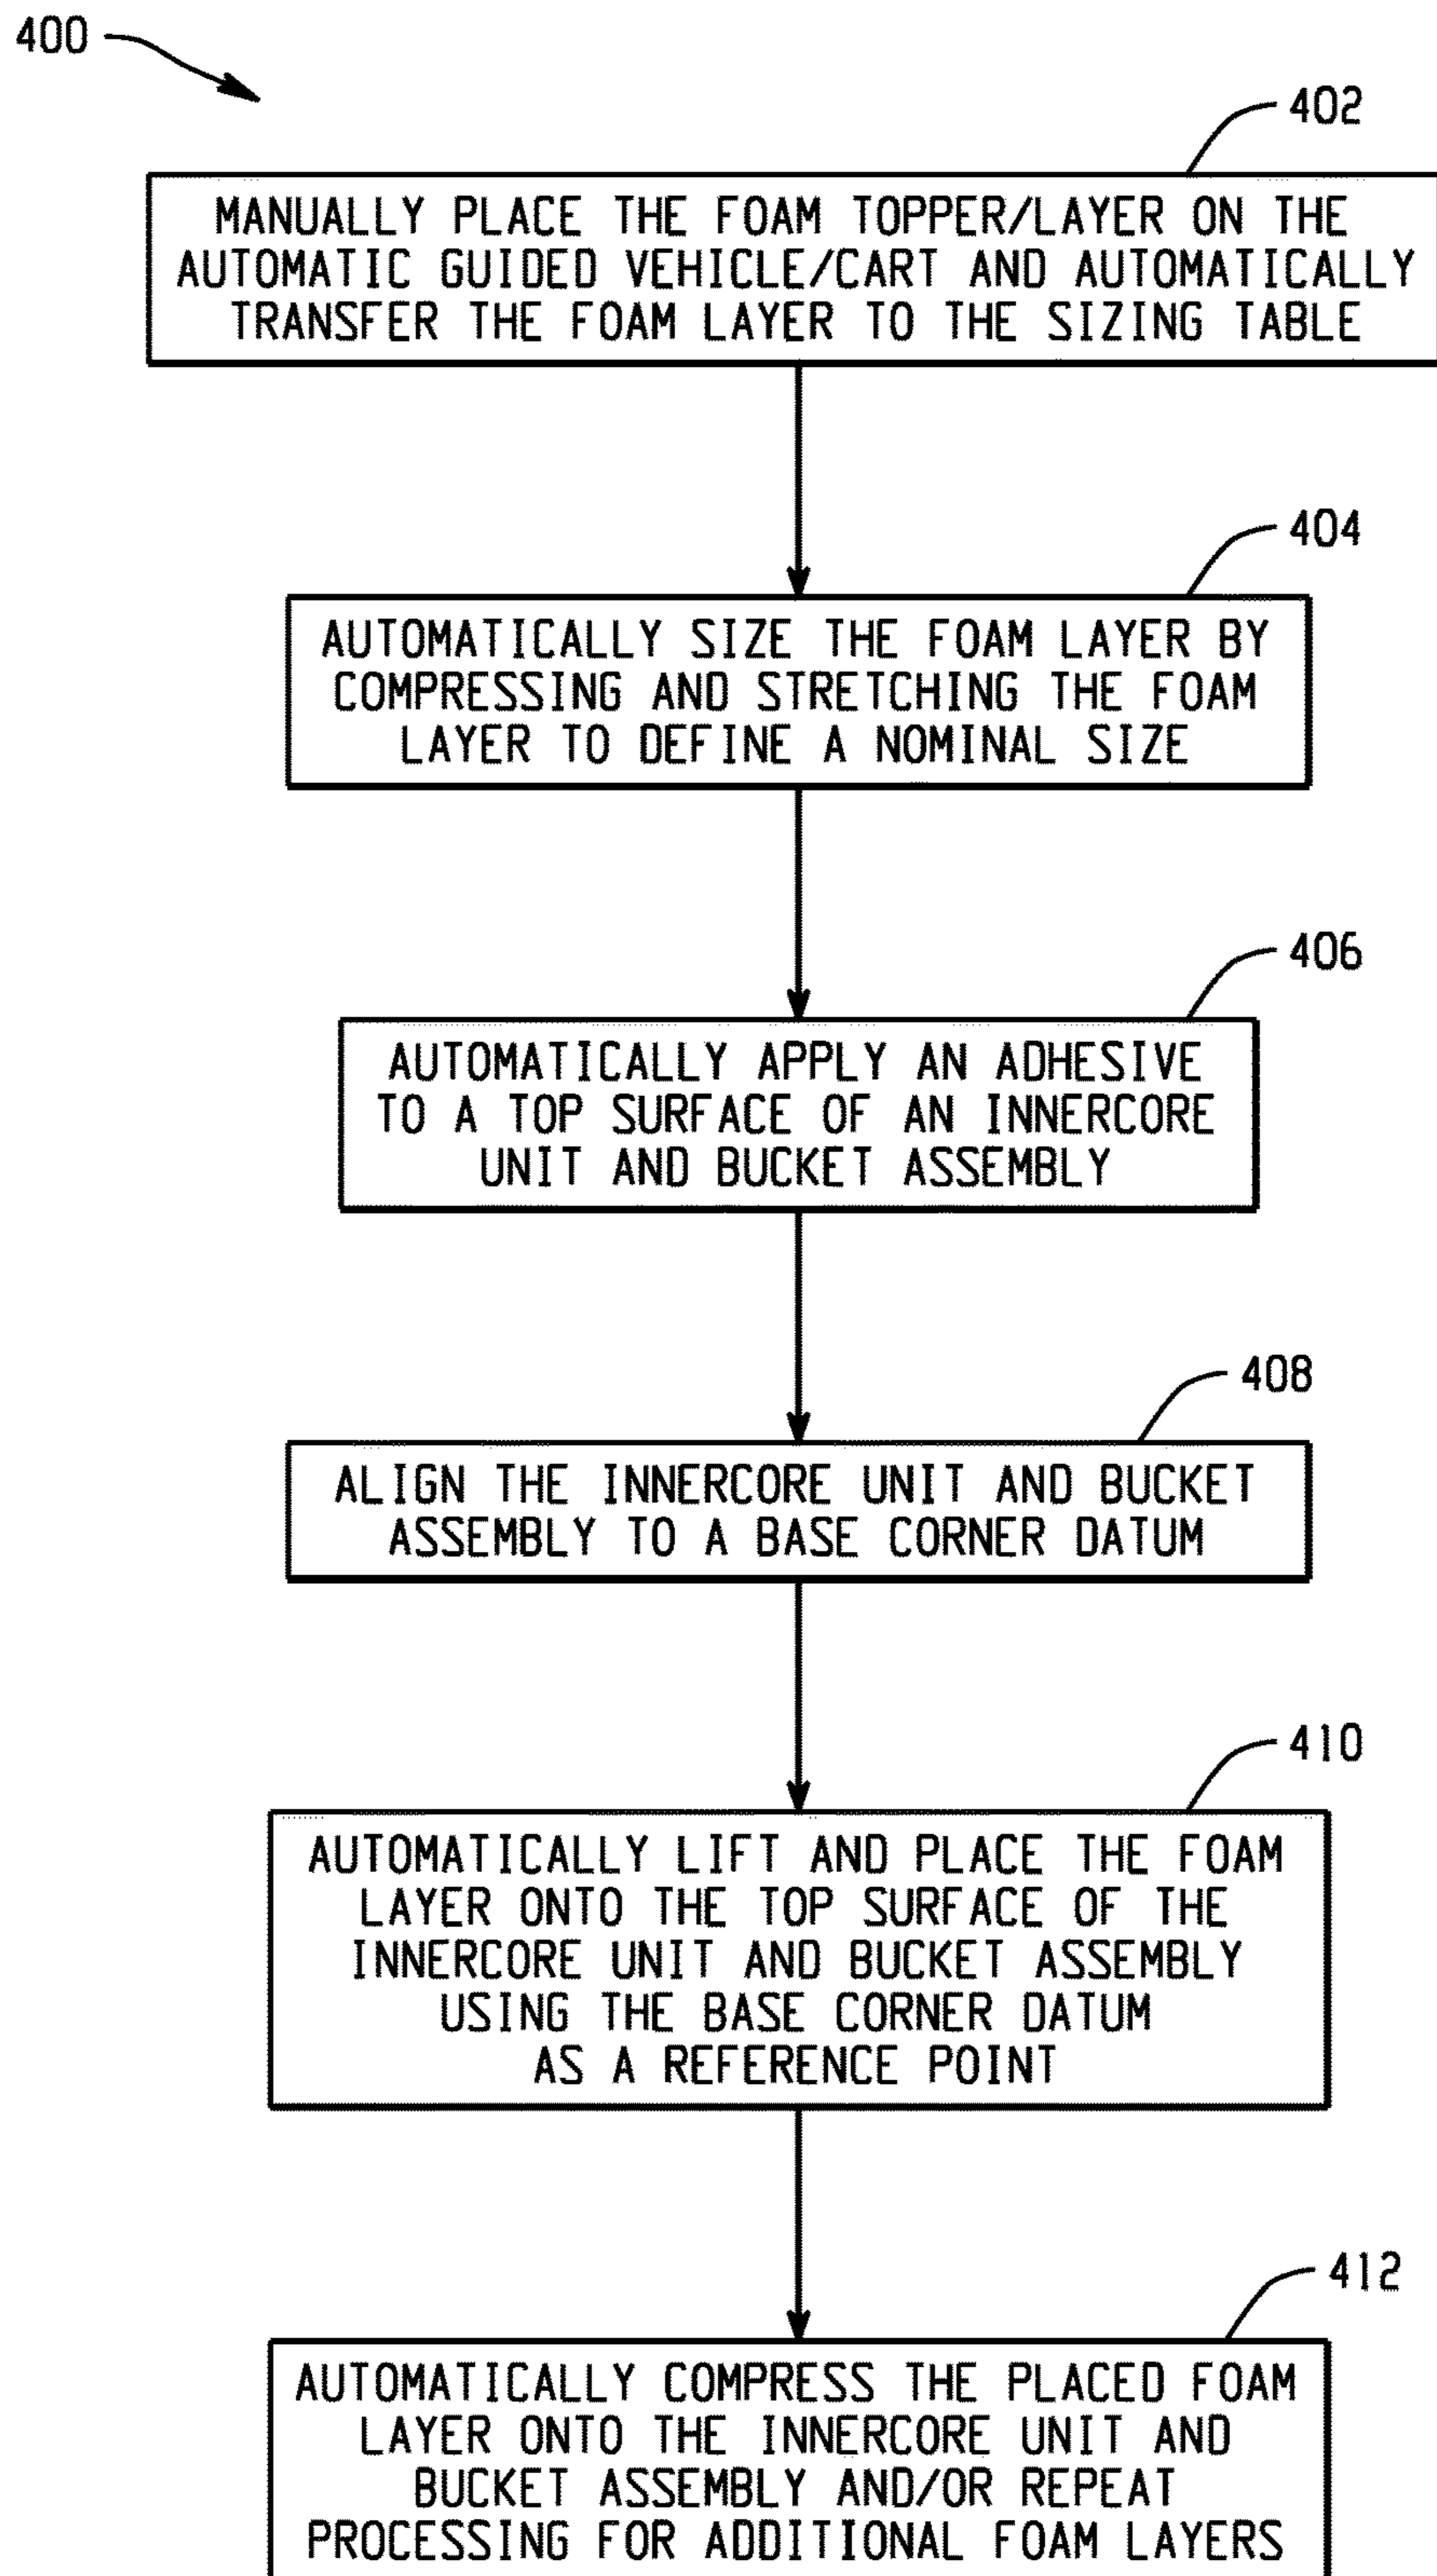 400
402
MANUALLY PLACE THE FOAM TOPPER/LAYER ON THE
AUTOMATIC GUIDED VEHICLE/CART AND AUTOMATICALLY
TRANSFER THE FOAM LAYER TO THE SIZING TABLE
404
AUTOMATICALLY SIZE THE FOAM LAYER BY
COMPRESSING AND STRETCHING THE FOAM
LAYER TO DEFINE A NOMINAL SIZE
406
AUTOMATICALLY APPLY AN ADHESIVE
TO A TOP SURFACE OF AN INNERCORE
UNIT AND BUCKET ASSEMBLY
408
ALIGN THE INNERCORE UNIT AND BUCKET
ASSEMBLY TO A BASE CORNER DATUM
410
AUTOMATICALLY LIFT AND PLACE THE FOAM
LAYER ONTO THE TOP SURFACE OF THE
INNERCORE UNIT AND BUCKET ASSEMBLY
USING THE BASE CORNER DATUM
AS A REFERENCE POINT
412
AUTOMATICALLY COMPRESS THE PLACED FOAM
LAYER ONTO THE INNERCORE UNIT AND
BUCKET ASSEMBLY AND/OR REPEAT
PROCESSING FOR ADDITIONAL FOAM LAYERS